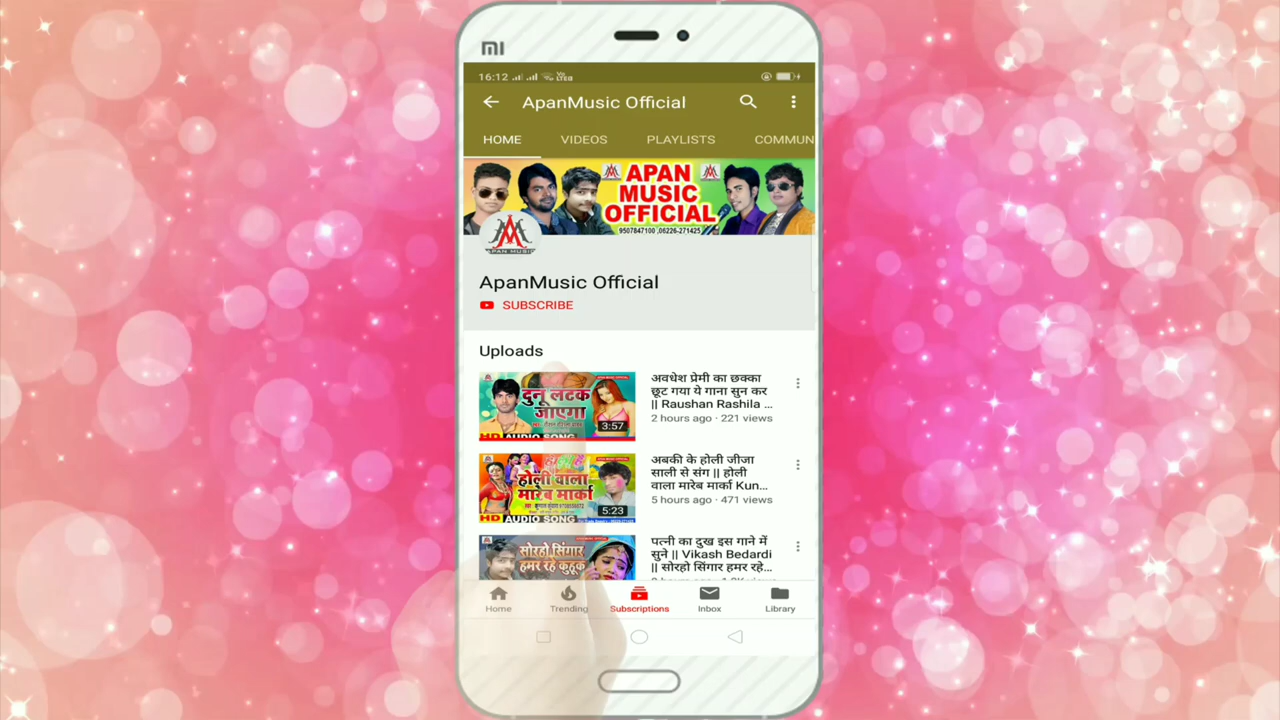 mi
16:12
ApanMusic Official
HOME VIDEOS PLAYLISTS COMMUN
APAN
MUSIC
OFFICIAL
9507847100 ,06226-271425
APAN MUSIC
ApanMusic Official
SUBSCRIBE
Uploads
दुनू लटक
जाएगा
3:57
HD AUDIO SONG
अवधेश प्रेमी का छक्का
छूट गया ये गाना सुन कर
|| Raushan Rashila ...
2 hours ago · 221 views
होली वाला
मारेब मार्का
5:23
HD AUDIO SONG
अबकी के होली जीजा
साली से संग || होली
वाला मारेब मार्का Kun...
5 hours ago · 471 views
सोरहो सिंगार
हमर रहे कुहूक
पत्नी का दुख इस गाने में
सुने || Vikash Bedardi
|| सोरहो सिंगार हमर रहे...
Home Trending Subscriptions Inbox Library